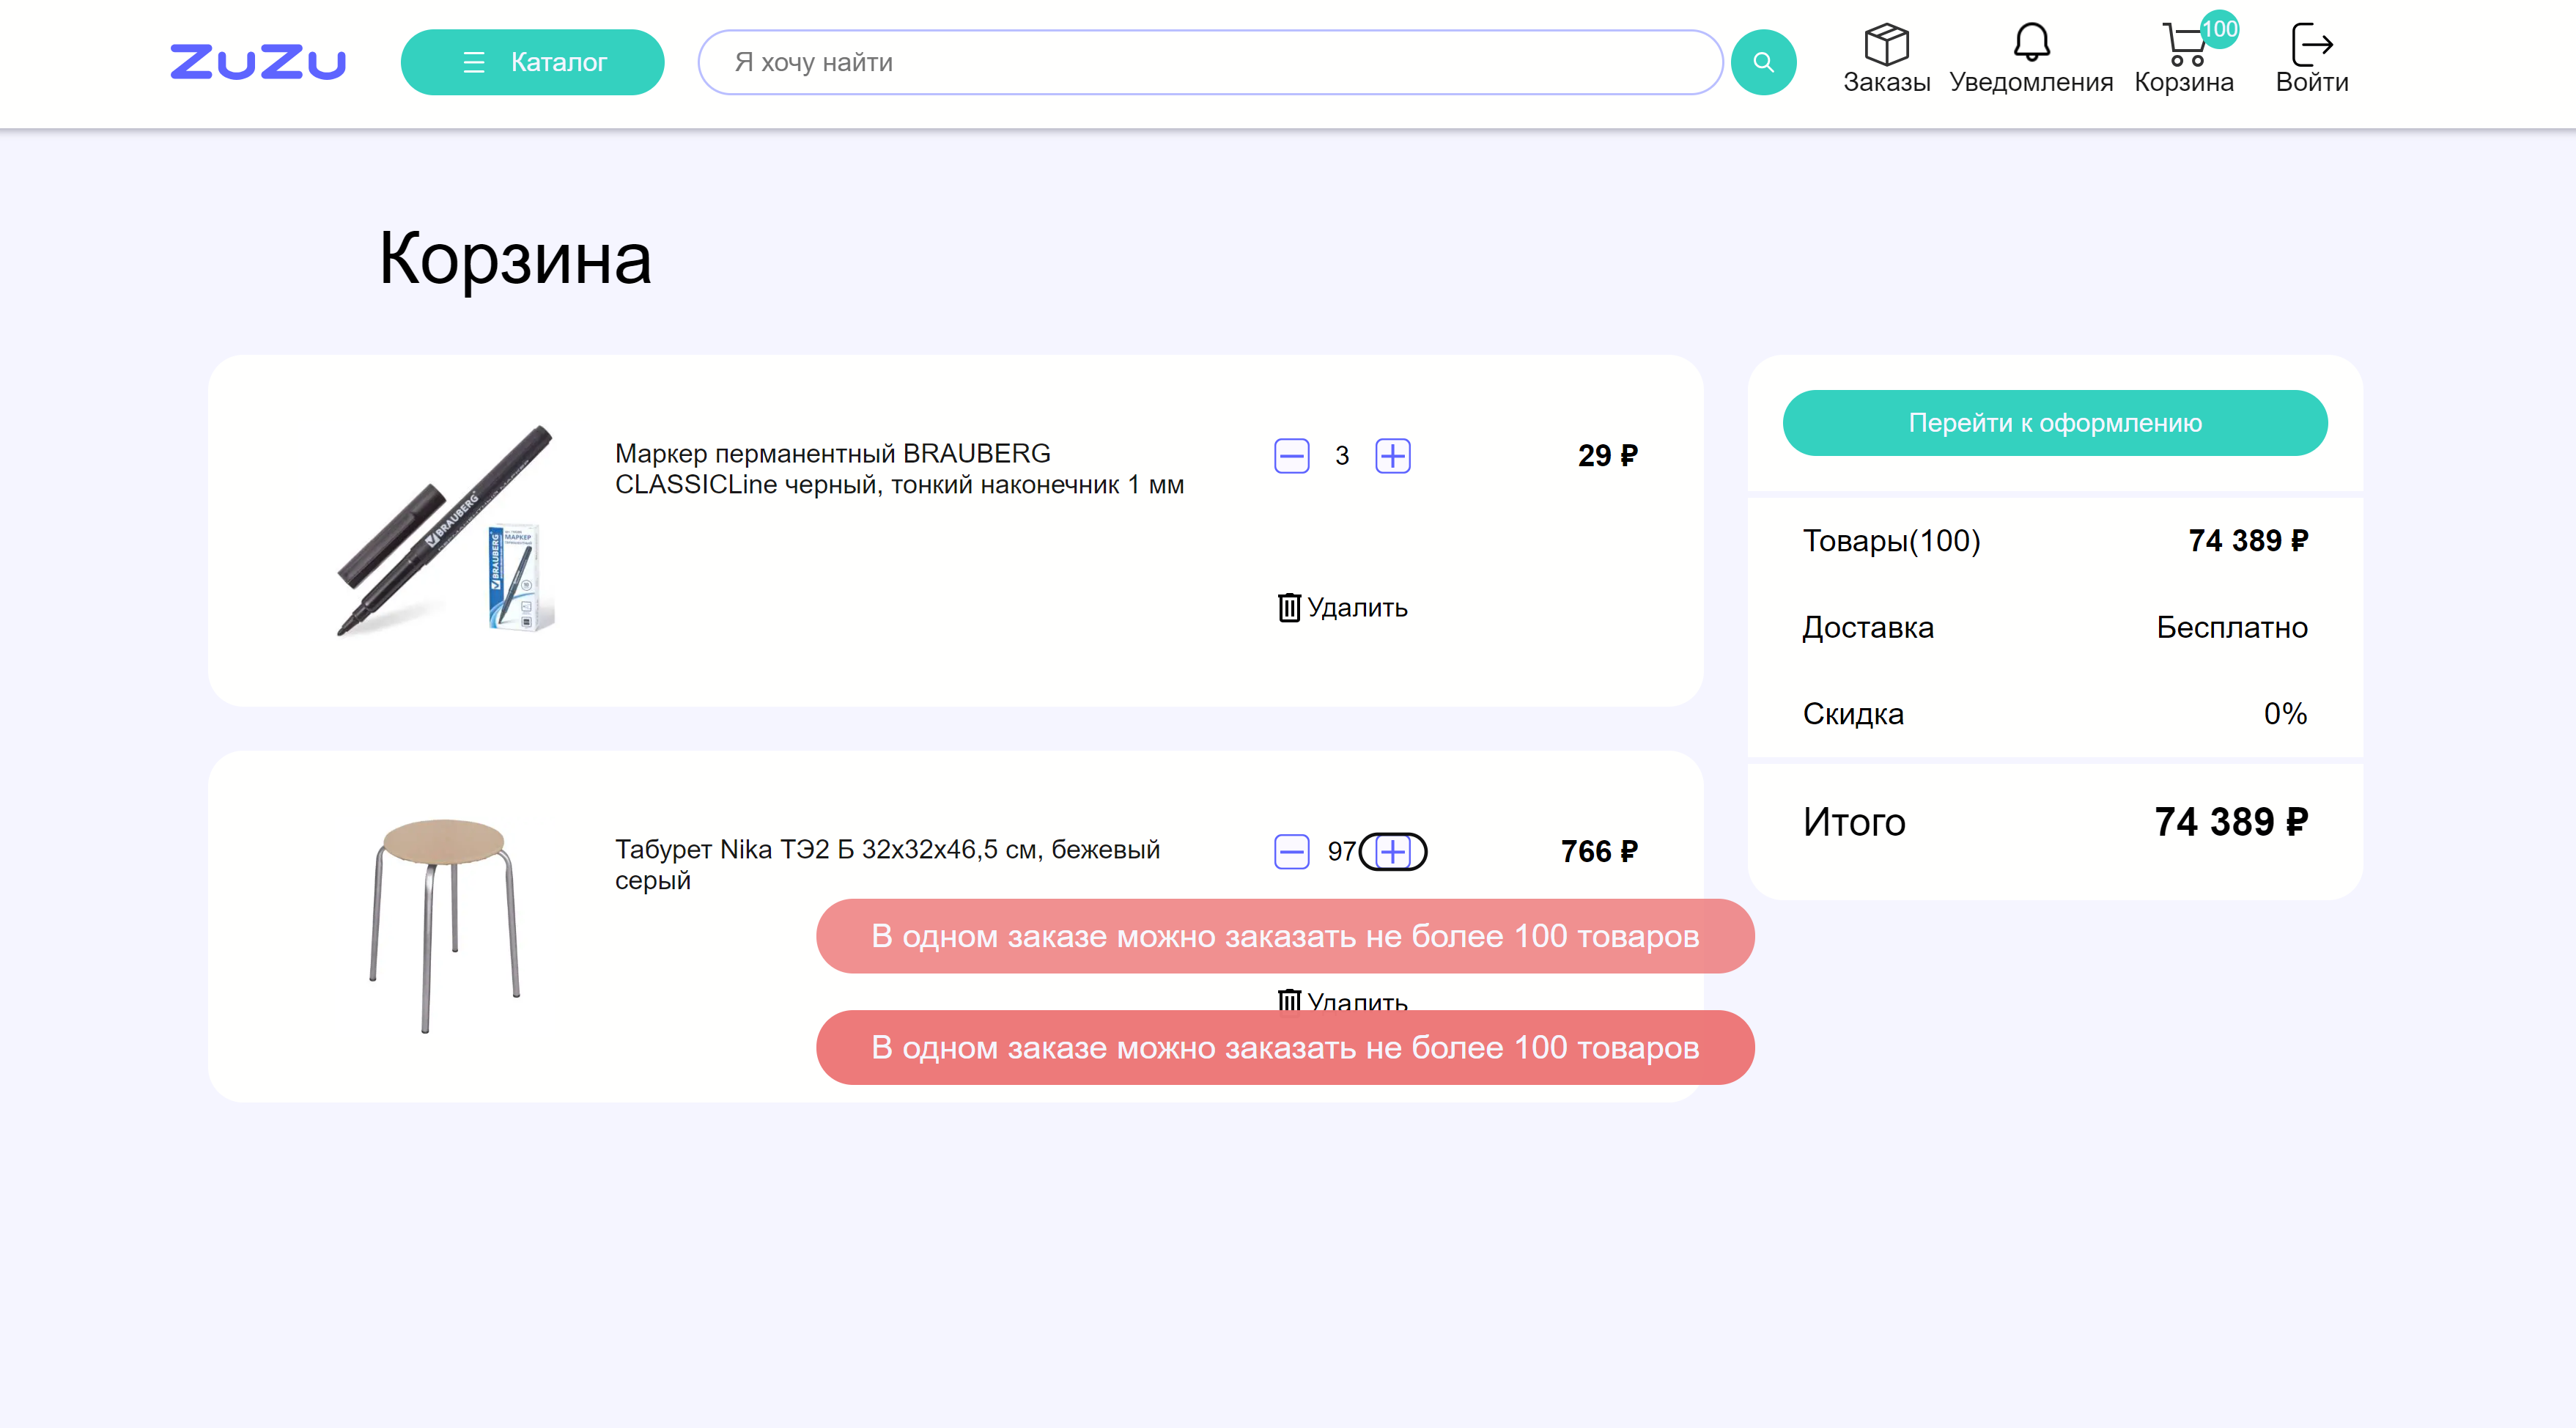 ZUZU
Каталог
Я хочу найти
100
Заказы
Уведомления
Корзина
Войти
Корзина
Маркер перманентный BRAUBERG
CLASSICLine черный, тонкий наконечник 1 мм
3
29 ₽
BRAUBERG
BRAUBERG
МАРКЕР
Удалить
Перейти к оформлению
Товары(100)
74 389 ₽
Доставка
Бесплатно
Скидка
0%
Итого
74 389 ₽
Табурет Nika ТЭ2 Б 32х32х46,5 см, бежевый
серый
97
766 ₽
В одном заказе можно заказать не более 100 товаров
Удалить
В одном заказе можно заказать не более 100 товаров